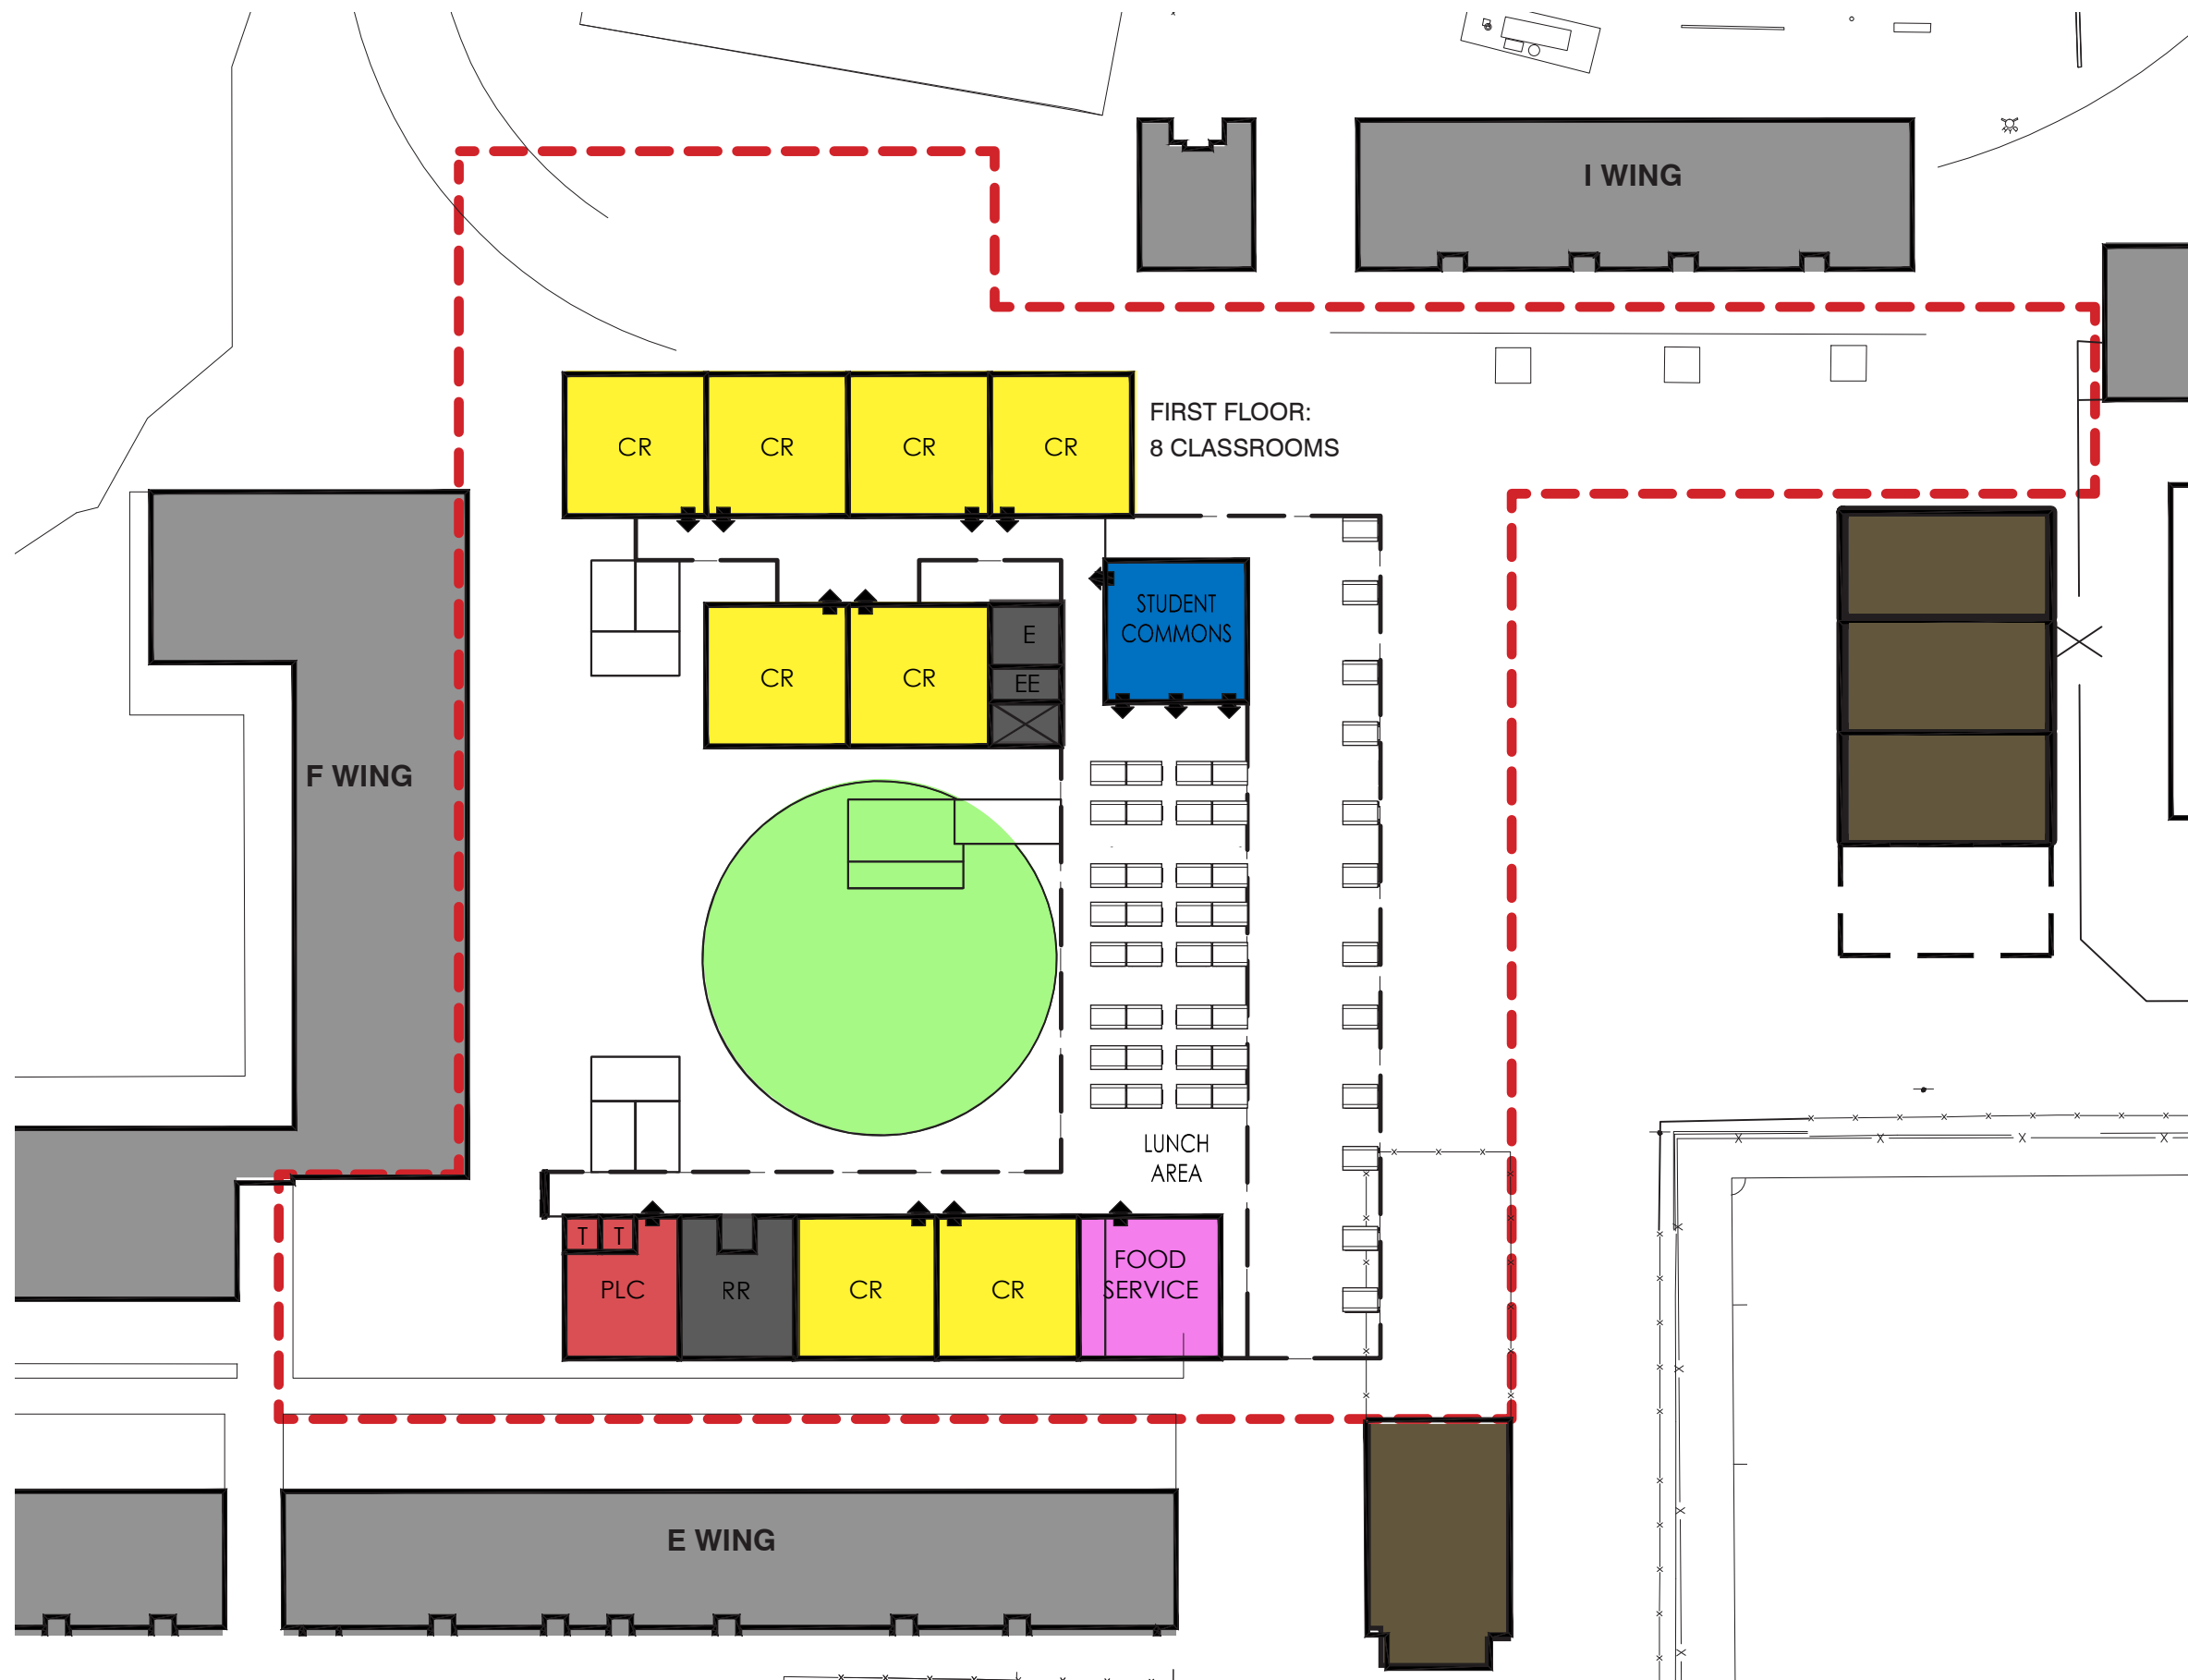 I WING
FIRST FLOOR:
8 CLASSROOMS
CR
CR
CR
CR
STUDENT
COMMONS
E
EE
CR
CR
F WING
LUNCH
AREA
T
T
PLC
RR
CR
CR
FOOD
SERVICE
E WING